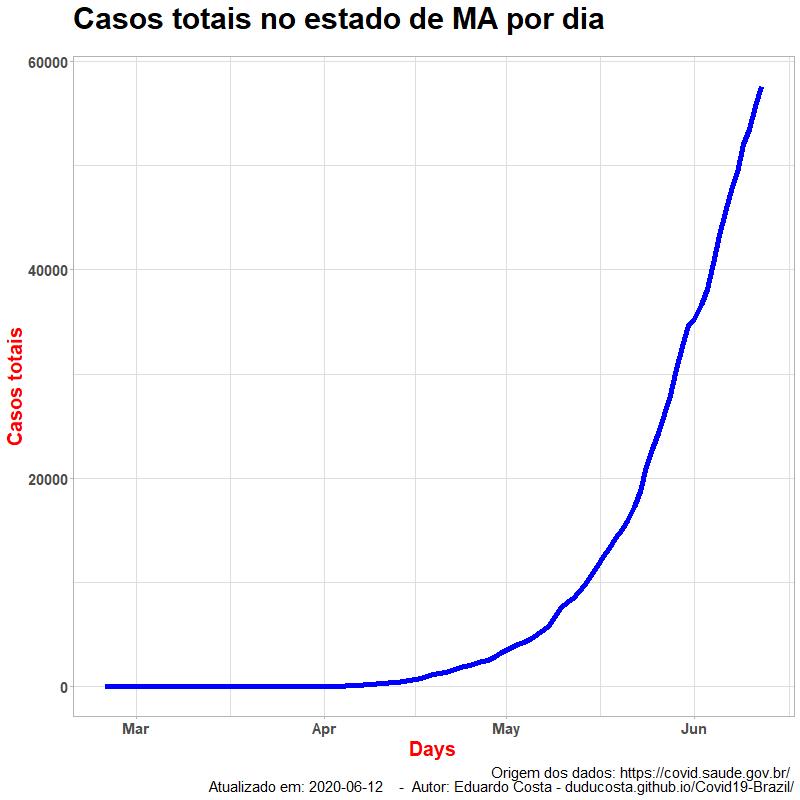 Casos totais no estado de MA por dia
60000
40000
20000
0
Casos totais
Mar
Apr
May
Jun
Days
Origem dos dados: https://covid.saude.gov.br/
Atualizado em: 2020-06-12 - Autor: Eduardo Costa - duducosta.github.io/Covid19-Brazil/